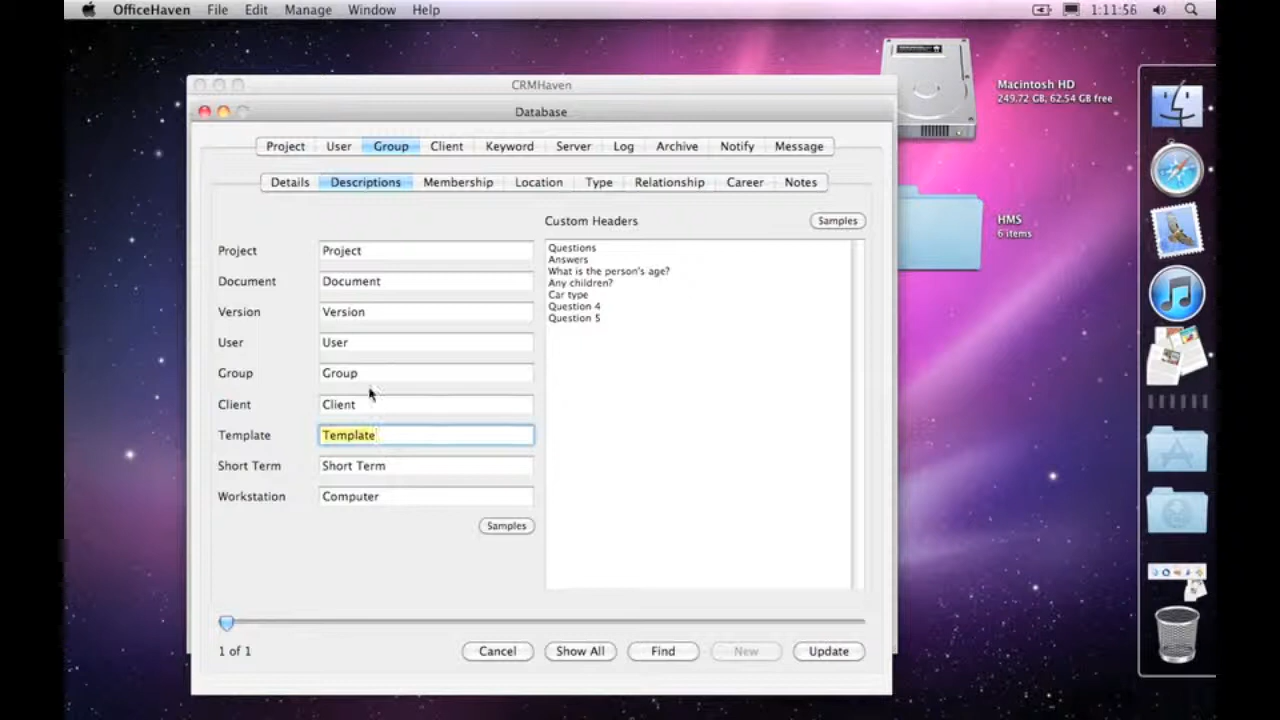 OfficeHaven File Edit Manage Window Help 1:11:56
CRMHaven
Database
Macintosh HD
249.72 GB, 62.54 GB free
Project User Group Client Keyword Server Log Archive Notify Message
Details Descriptions Membership Location Type Relationship Career Notes
HMS
6 items
Custom Headers Samples
Project Project
Document Document
Version Version
User User
Group Group
Client Client
Template Template
Short Term Short Term
Workstation Computer
Samples
Questions
Answers
What is the person's age?
Any children?
Car type
Question 4
Question 5
1 of 1 Cancel Show All Find New Update